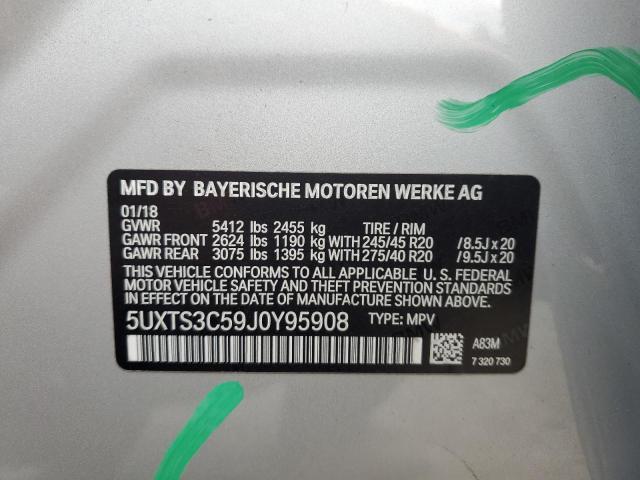 MFD BY BAYERISCHE MOTOREN WERKE AG
01/18
GVWR 5412 lbs 2455 kg TIRE / RIM
GAWR FRONT 2624 lbs 1190 kg WITH 245/45 R20 /8.5J x 20
GAWR REAR 3075 lbs 1395 kg WITH 275/40 R20 /9.5J x 20
THIS VEHICLE CONFORMS TO ALL APPLICABLE U. S. FEDERAL
MOTOR VEHICLE SAFETY AND THEFT PREVENTION STANDARDS
IN EFFECT ON THE DATE OF MANUFACTURE SHOWN ABOVE.
5UXTS3C59J0Y95908 TYPE: MPV
A83M
7 320 730